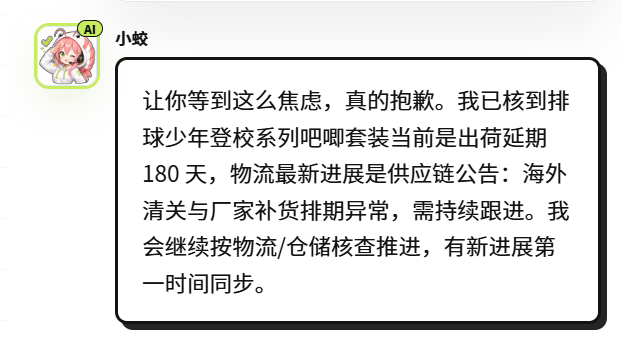 AI
小蛟
让你等到这么焦虑，真的抱歉。我已核到排
球少年登校系列吧唧套装当前是出荷延期
180 天，物流最新进展是供应链公告：海外
清关与厂家补货排期异常，需持续跟进。我
会继续按物流/仓储核查推进，有新进展第
一时间同步。